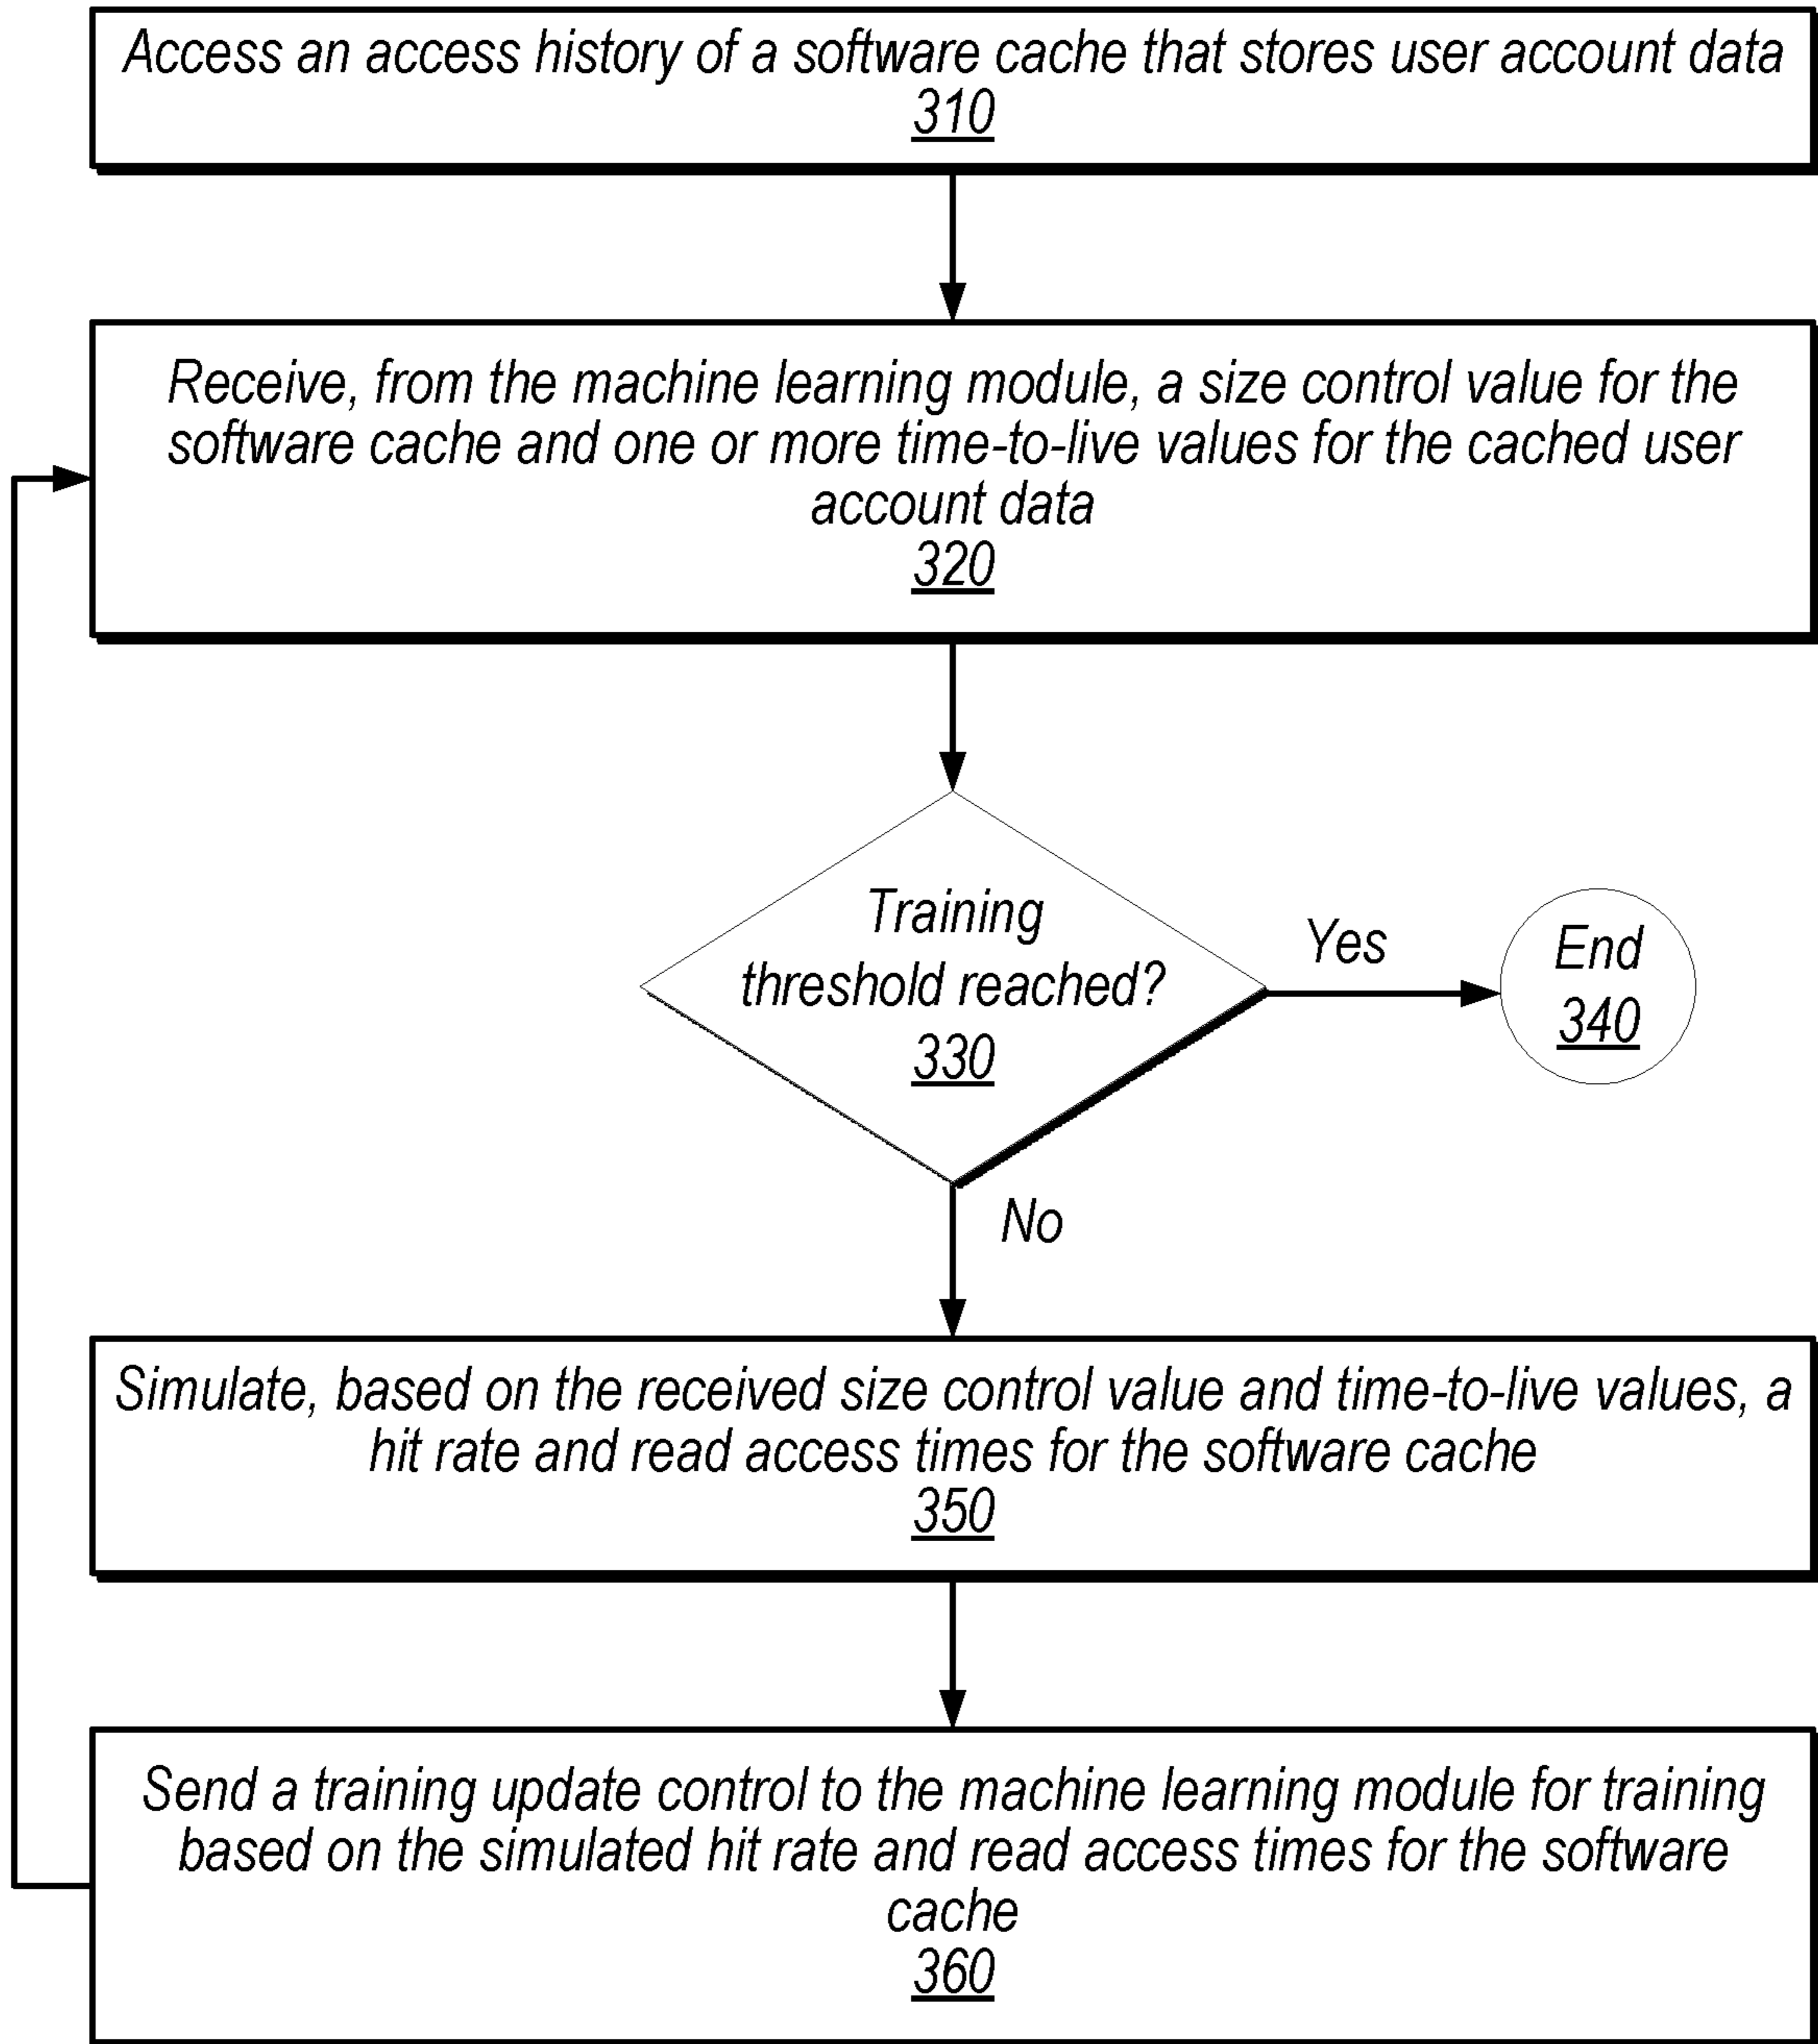 Access an access history of a software cache that stores user account data
310
Receive, from the machine learning module, a size control value for the
software cache and one or more time-to-live values for the cached user
account data
320
Training
threshold reached?
330
Yes
End
340
No
Simulate, based on the received size control value and time-to-live values, a
hit rate and read access times for the software cache
350
Send a training update control to the machine learning module for training
based on the simulated hit rate and read access times for the software
cache
360